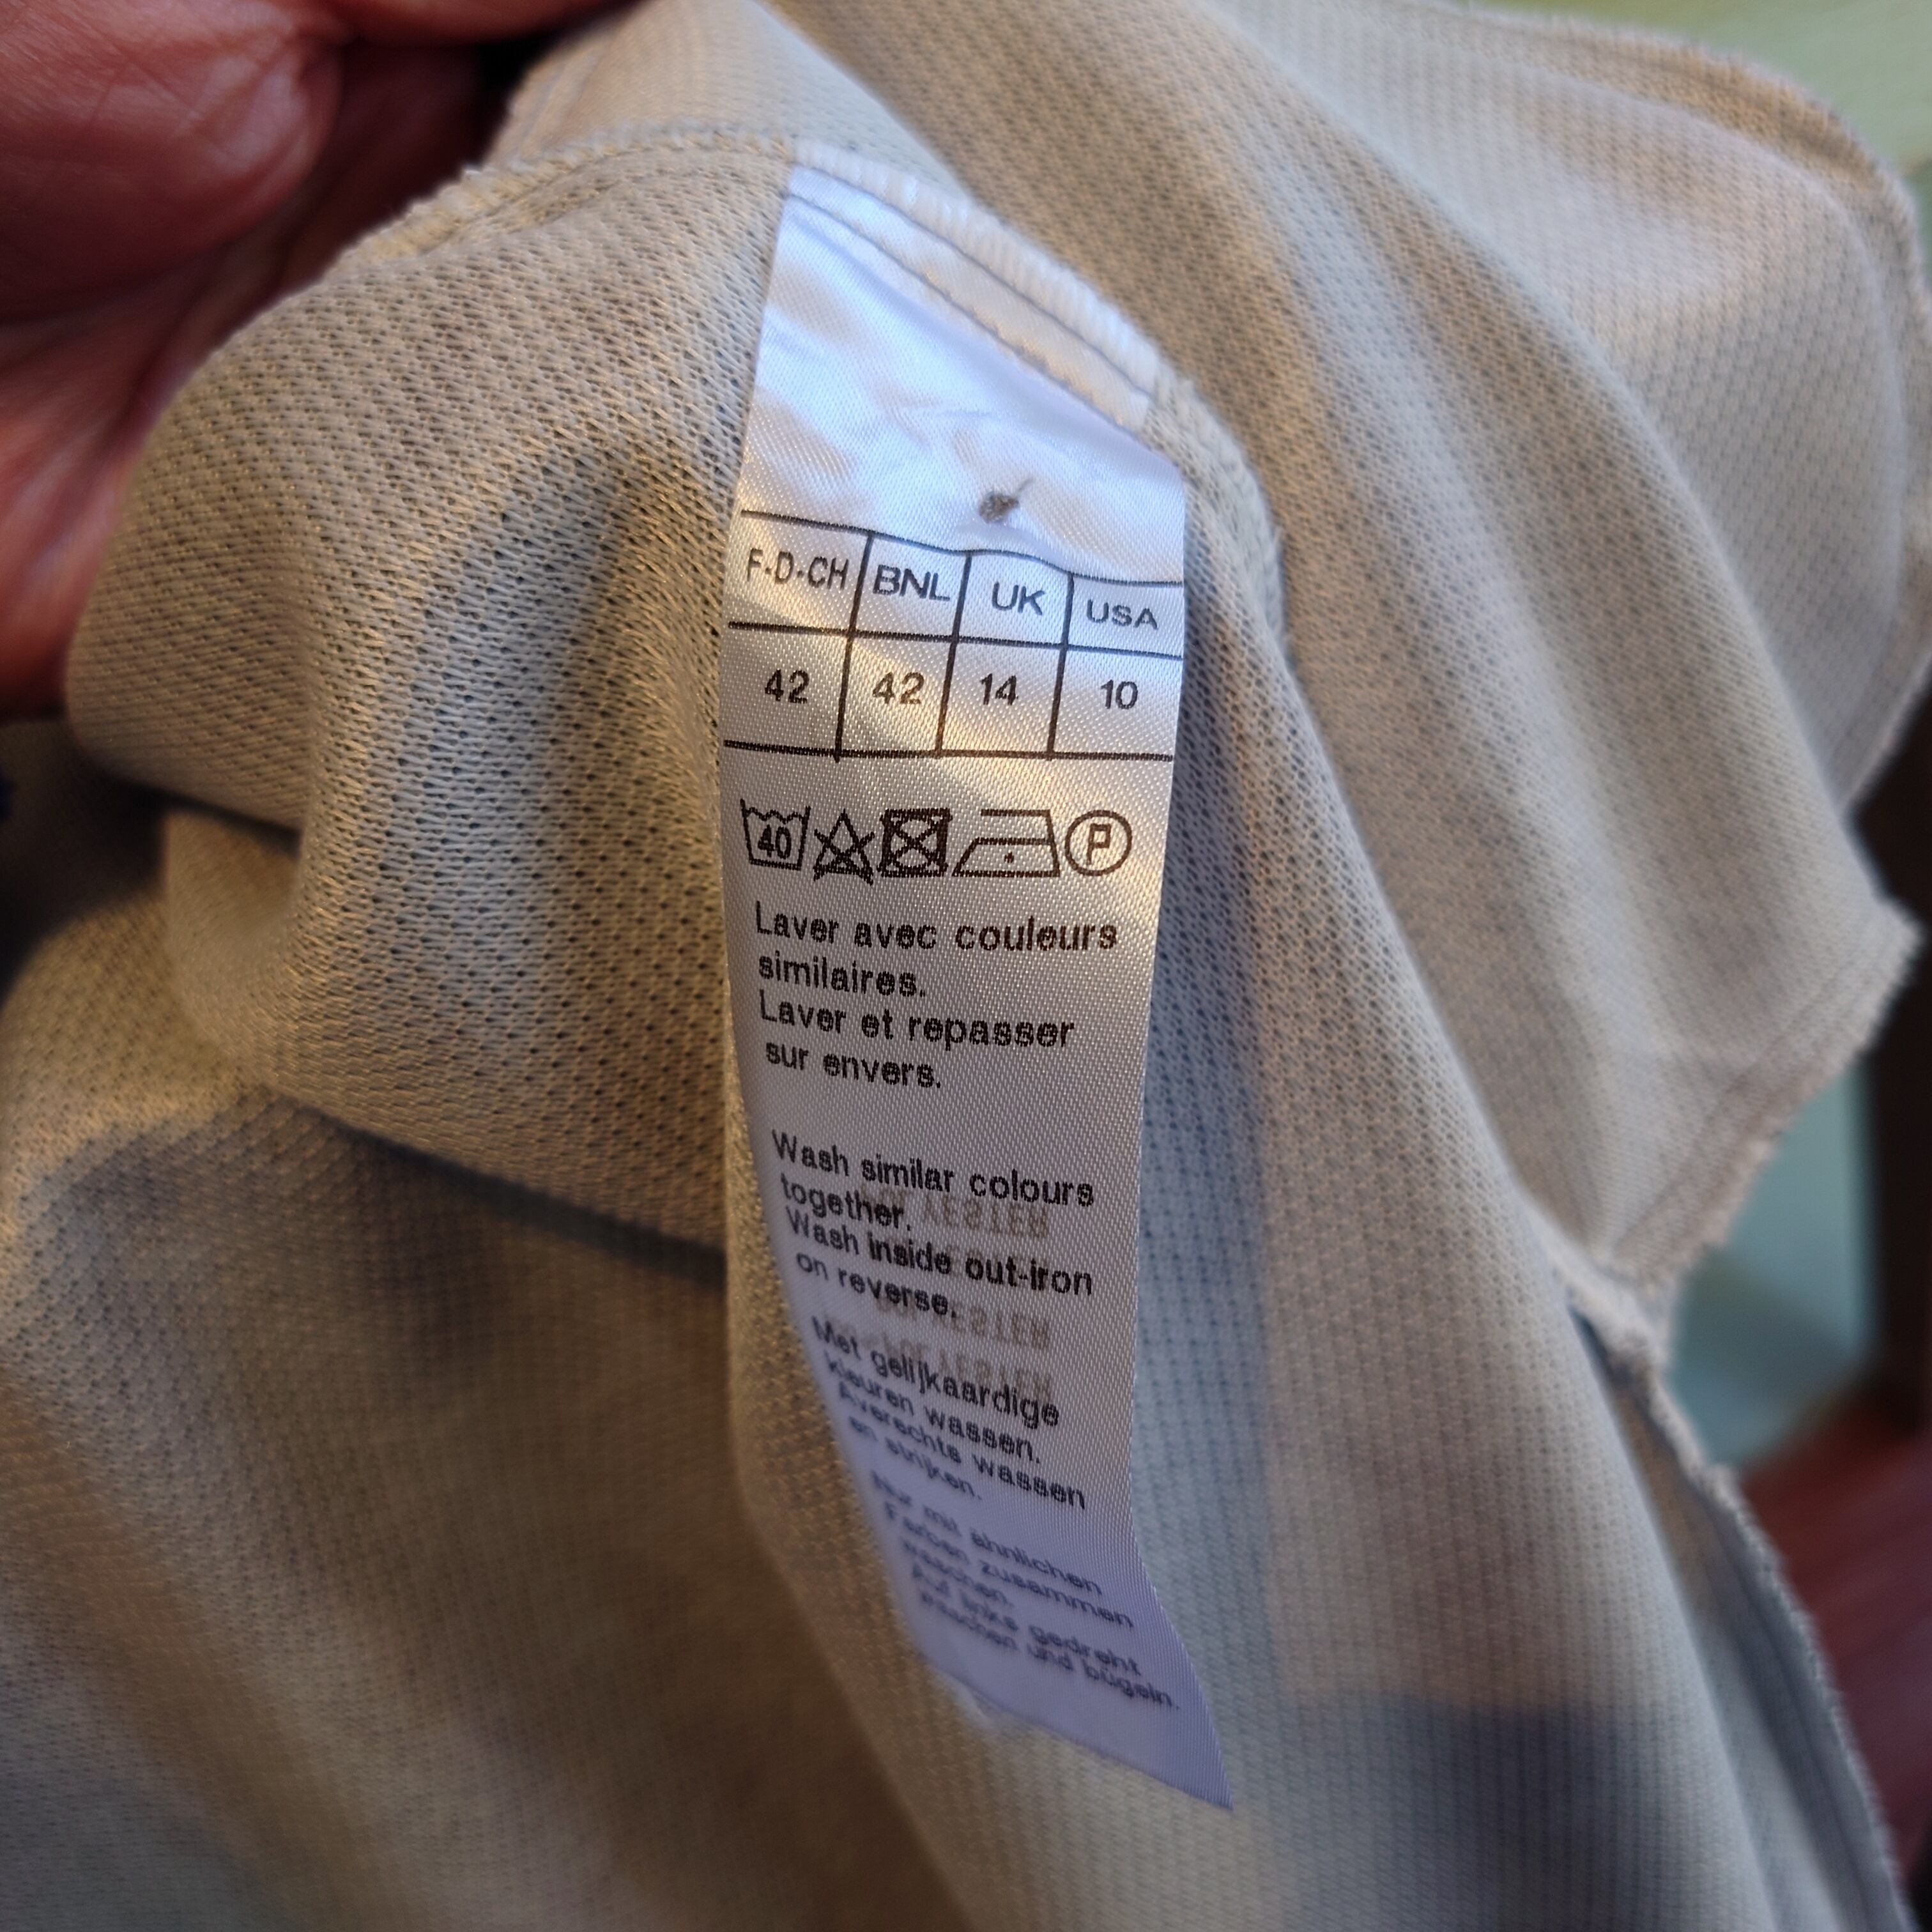 F-D-CH BNL UK USA
42 42 14 10
40 P
Laver avec couleurs
similaires.
Laver et repasser
sur envers.
Wash similar colours
together.
Wash inside out-iron
on reverse.
Met gelijkaardige
kleuren wassen.
Averechts wassen
en strijken.
Nur mit ahnlichen
Farben zusammen
waschen.
Auf links gedreht
waschen und bügeln.